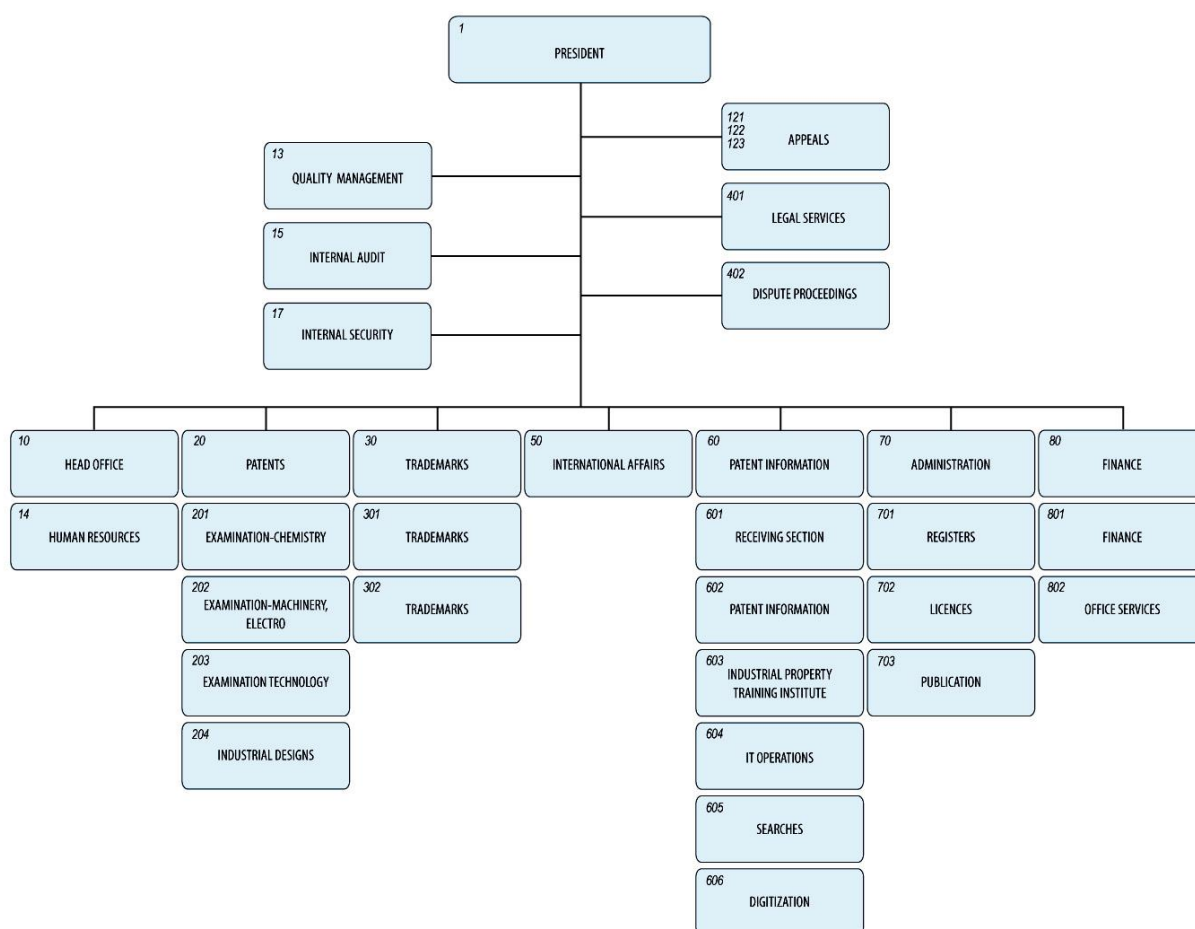 1
PRESIDENT
121
122
123
APPEALS
13
QUALITY MANAGEMENT
401
LEGAL SERVICES
15
INTERNAL AUDIT
402
DISPUTE PROCEEDINGS
17
INTERNAL SECURITY
10
HEAD OFFICE
20
PATENTS
30
TRADEMARKS
50
INTERNATIONAL AFFAIRS
60
PATENT INFORMATION
70
ADMINISTRATION
80
FINANCE
14
HUMAN RESOURCES
201
EXAMINATION-CHEMISTRY
301
TRADEMARKS
601
RECEIVING SECTION
701
REGISTERS
801
FINANCE
202
EXAMINATION-MACHINERY,
ELECTRO
302
TRADEMARKS
602
PATENT INFORMATION
702
LICENCES
802
OFFICE SERVICES
203
EXAMINATION TECHNOLOGY
603
INDUSTRIAL PROPERTY
TRAINING INSTITUTE
703
PUBLICATION
204
INDUSTRIAL DESIGNS
604
IT OPERATIONS
605
SEARCHES
606
DIGITIZATION